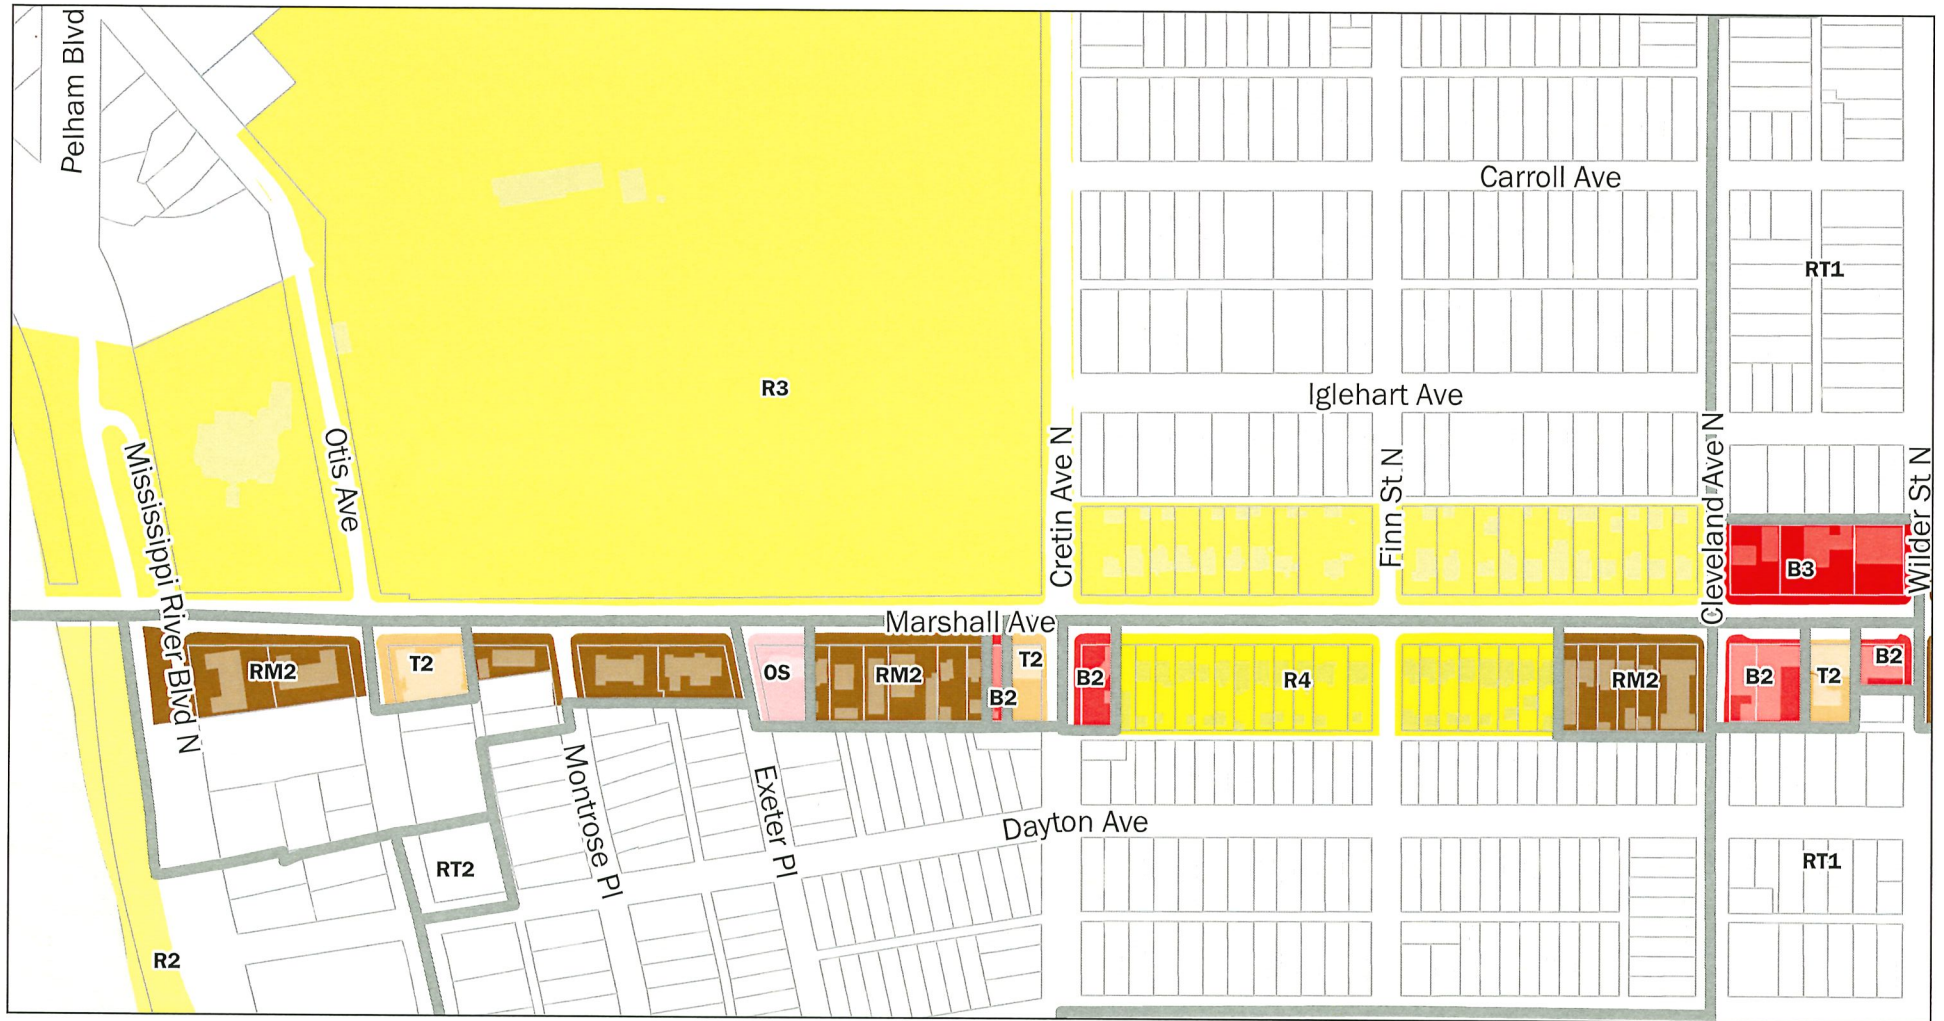 Pelham Blvd
Carroll Ave
RT1
R3
Iglehart Ave
Mississippi River Blvd N
Otis Ave
Cretin Ave N
Finn St N
Cleveland Ave N
Wilder St N
B3
Marshall Ave
RM2
T2
OS
RM2
B2
T2
B2
R4
RM2
B2
T2
B2
Montrose Pl
Exeter Pl
Dayton Ave
RT2
RT1
R2